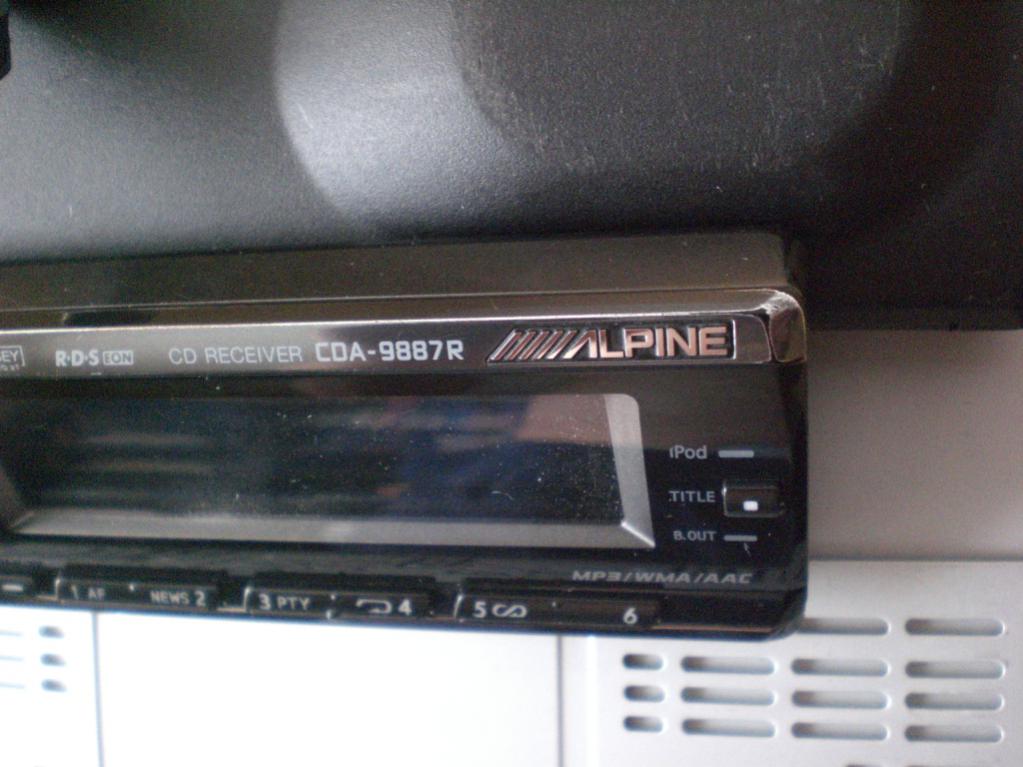 R·D·S EON CD RECEIVER CDA-9887R ALPINE
iPod
TITLE
B.OUT
MP3/WMA/AAC
1 AF NEWS 2 3 PTY 4 5 6